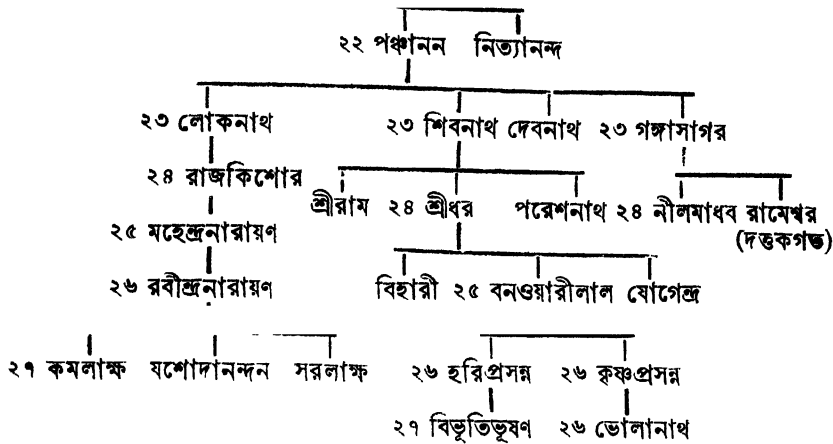 ২২ পঞ্চানন নিত্যানন্দ
২৩ লোকনাথ ২৩ শিবনাথ দেবনাথ ২৩ গঙ্গাসাগর
২৪ রাজকিশোর
শ্রীরাম ২৪ শ্রীধর পরেশনাথ ২৪ নীলমাধব রামেশ্বর
(দত্তকগত)
২৫ মহেন্দ্রনারায়ণ
২৬ রবীন্দ্রনারায়ণ বিহারী ২৫ বনওয়ারীলাল যোগেন্দ্র
২৭ কমলাক্ষ যশোদানন্দন সরলাক্ষ ২৬ হরিপ্রসন্ন ২৬ কৃষ্ণপ্রসন্ন
২৭ বিভূতিভূষণ ২৬ ভোলানাথ